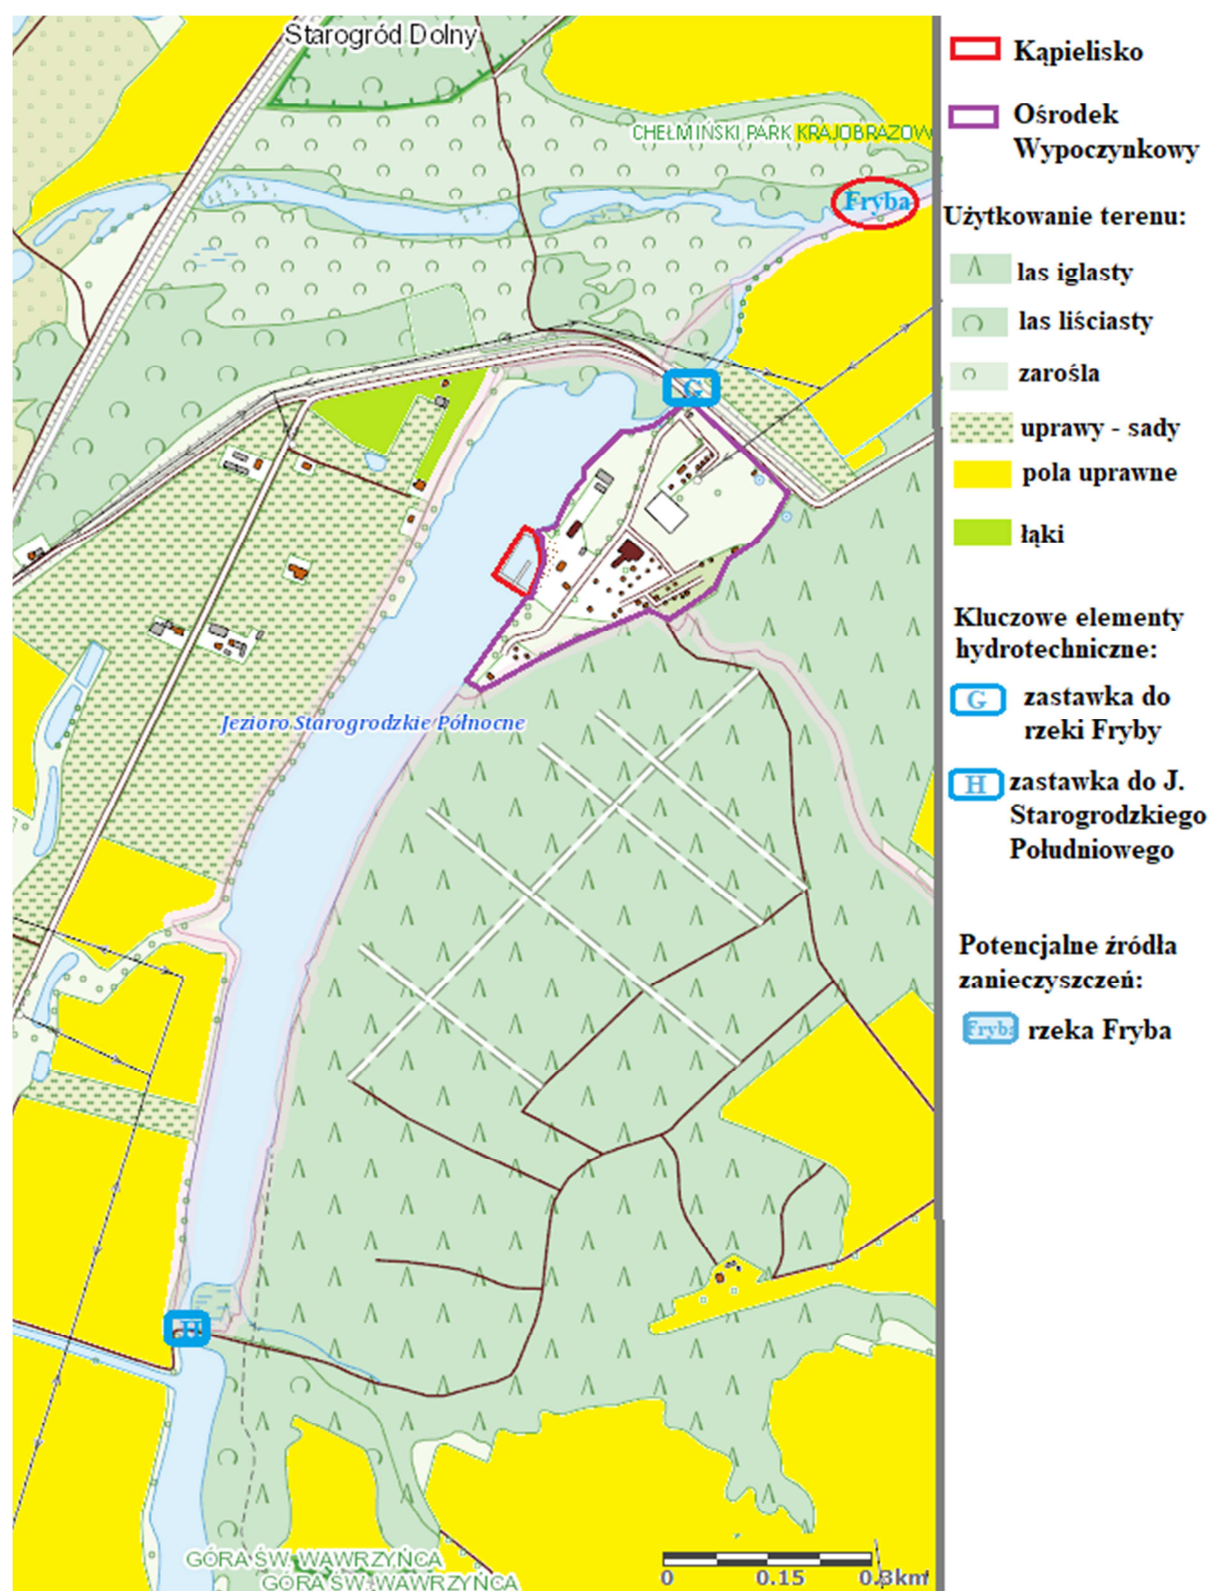 Starogród Dolny
CHEŁMIŃSKI PARK KRAJOBRAZOW
Fryba
G
Jezioro Starogrodzkie Północne
H
GÓRA ŚW. WAWRZYŃCA
GÓRA ŚW. WAWRZYŃCA
0 0.15 0.3km
Kąpielisko
Ośrodek
Wypoczynkowy
Użytkowanie terenu:
las iglasty
las liściasty
zarośla
uprawy - sady
pola uprawne
łąki
Kluczowe elementy
hydrotechniczne:
G zastawka do
rzeki Fryby
H zastawka do J.
Starogrodzkiego
Południowego
Potencjalne źródła
zanieczyszczeń:
Fryba rzeka Fryba